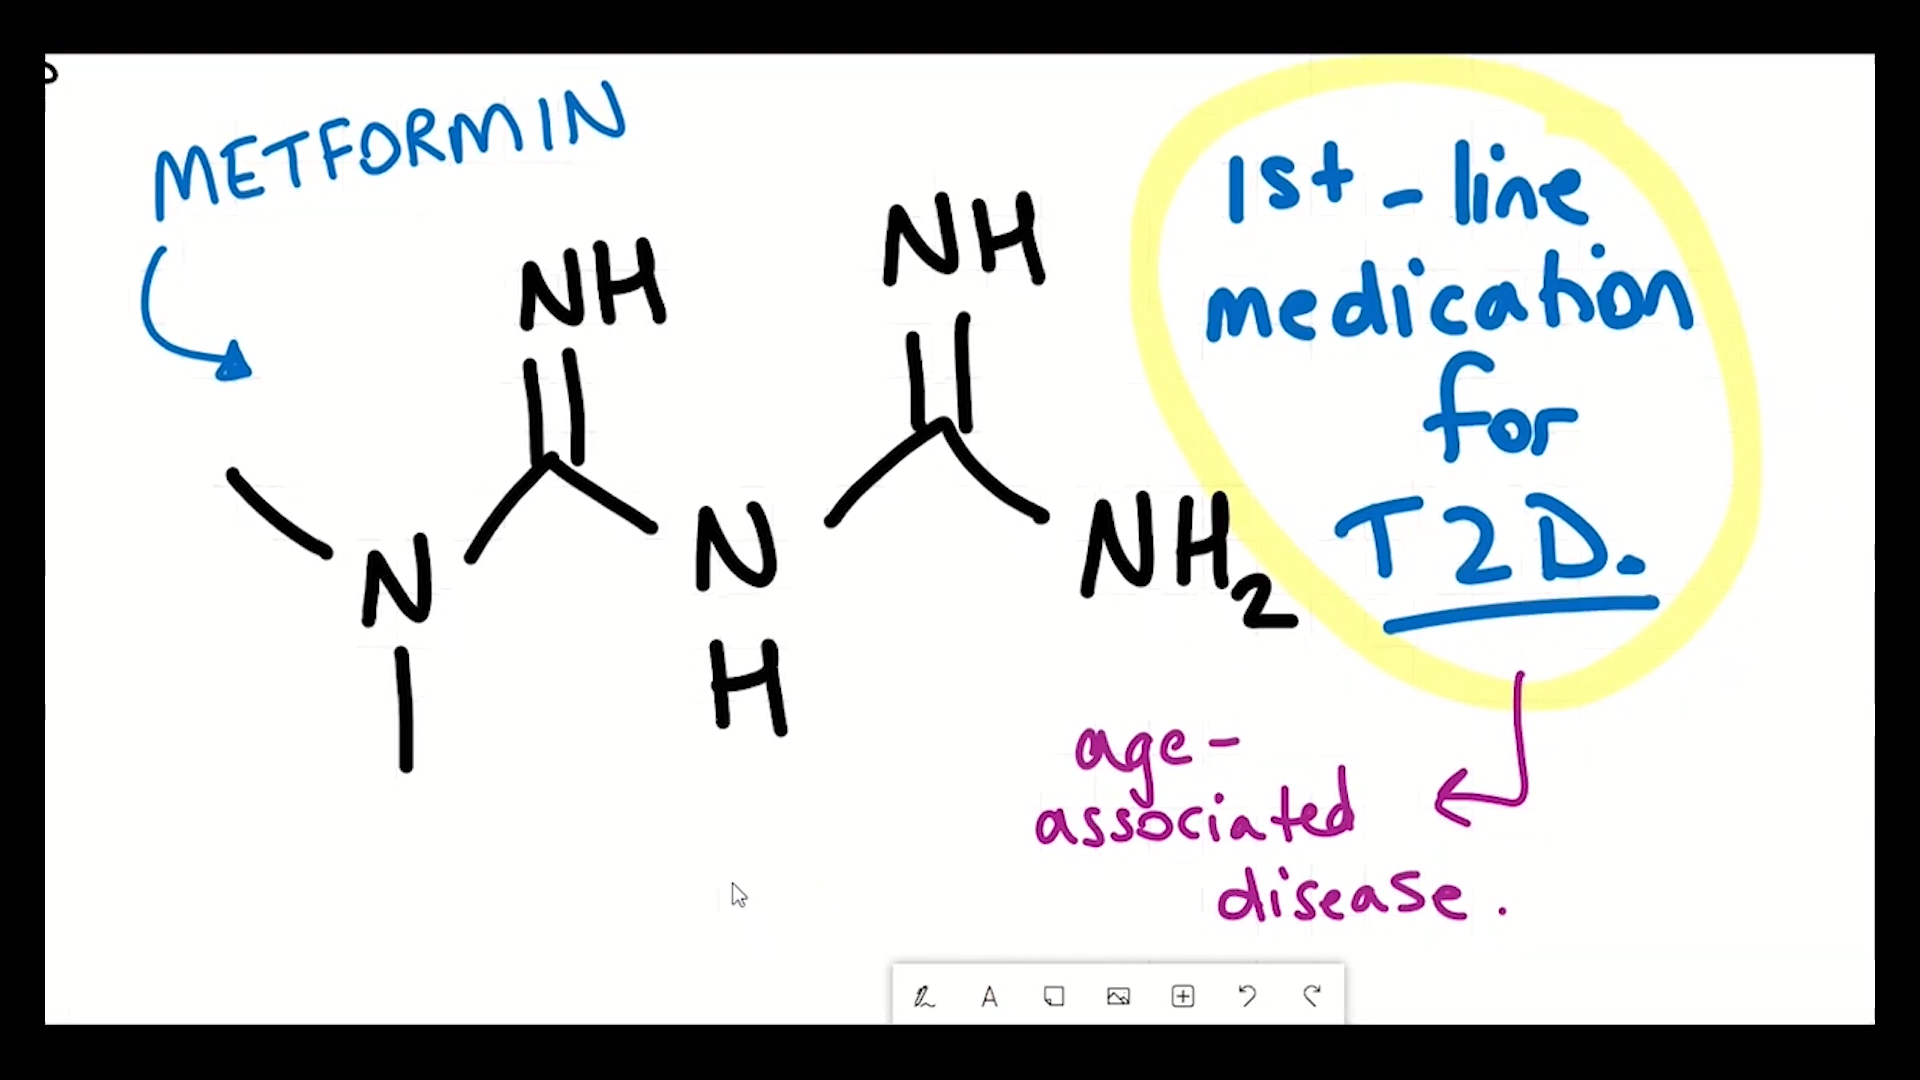 METFORMIN
NH
NH
N
N
H
NH2
1st-line
medication
for
T2D.
age-
associated
disease.
A